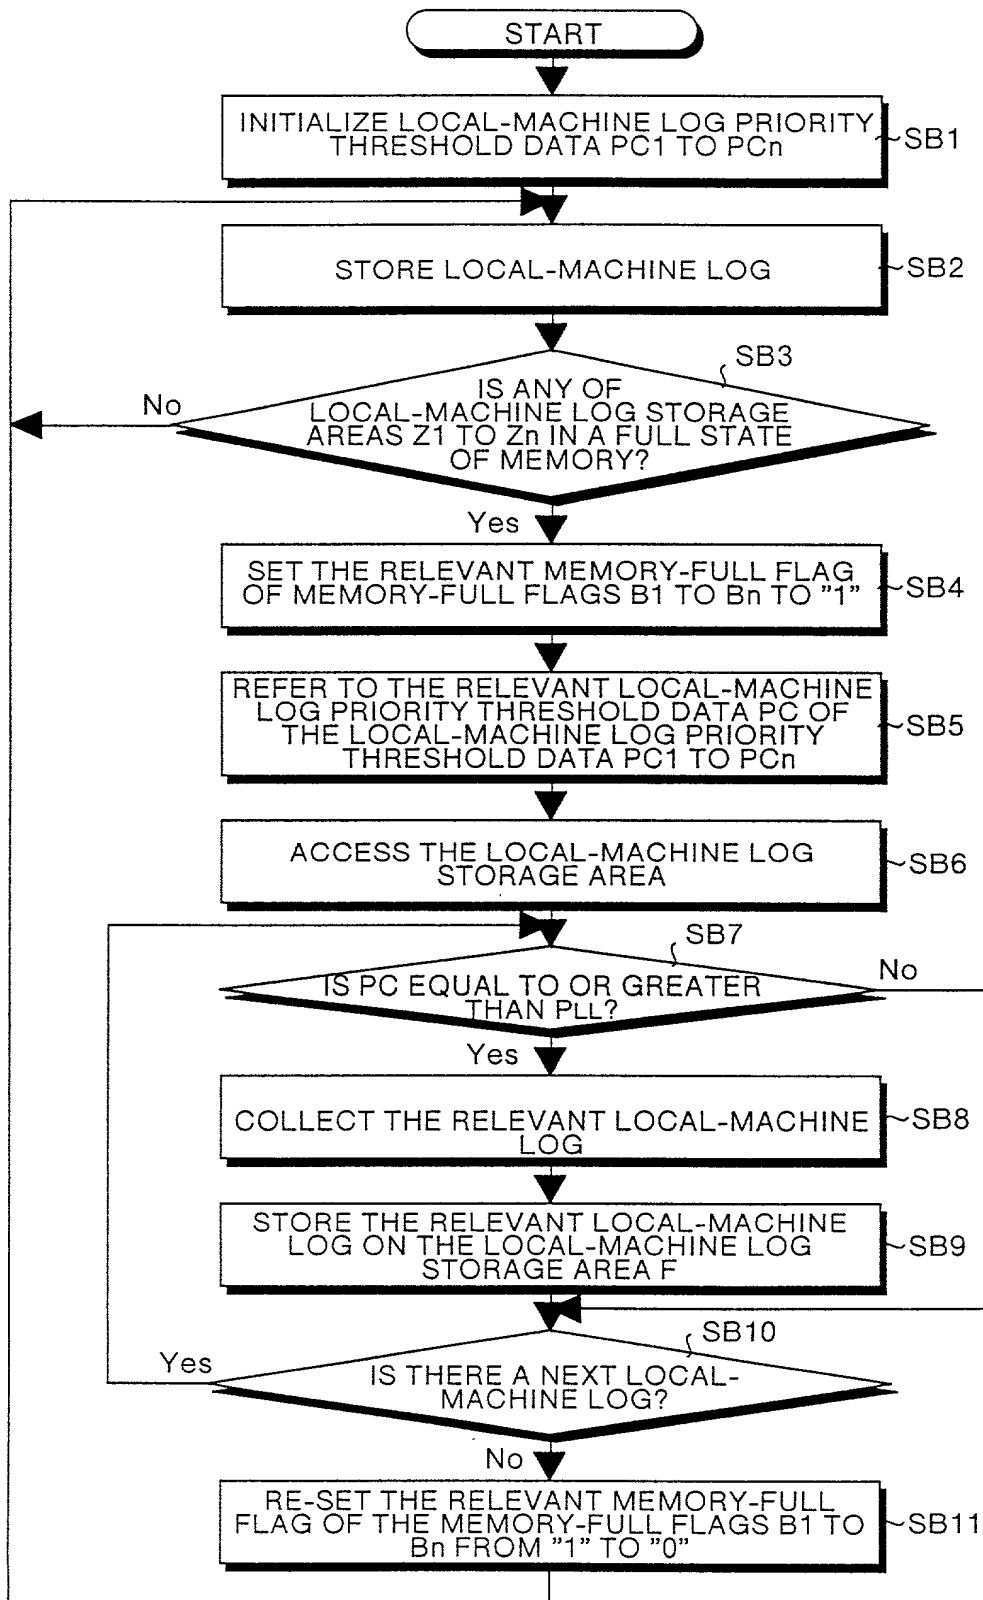 START
INITIALIZE LOCAL-MACHINE LOG PRIORITY
THRESHOLD DATA PC1 TO PCn
SB1
STORE LOCAL-MACHINE LOG
SB2
SB3
IS ANY OF
LOCAL-MACHINE LOG STORAGE
AREAS Z1 TO Zn IN A FULL STATE
OF MEMORY?
No
Yes
SET THE RELEVANT MEMORY-FULL FLAG
OF MEMORY-FULL FLAGS B1 TO Bn TO "1"
SB4
REFER TO THE RELEVANT LOCAL-MACHINE
LOG PRIORITY THRESHOLD DATA PC OF
THE LOCAL-MACHINE LOG PRIORITY
THRESHOLD DATA PC1 TO PCn
SB5
ACCESS THE LOCAL-MACHINE LOG
STORAGE AREA
SB6
SB7
IS PC EQUAL TO OR GREATER
THAN PLL?
No
Yes
COLLECT THE RELEVANT LOCAL-MACHINE
LOG
SB8
STORE THE RELEVANT LOCAL-MACHINE
LOG ON THE LOCAL-MACHINE LOG
STORAGE AREA F
SB9
SB10
IS THERE A NEXT LOCAL-
MACHINE LOG?
Yes
No
RE-SET THE RELEVANT MEMORY-FULL
FLAG OF THE MEMORY-FULL FLAGS B1 TO
Bn FROM "1" TO "0"
SB11